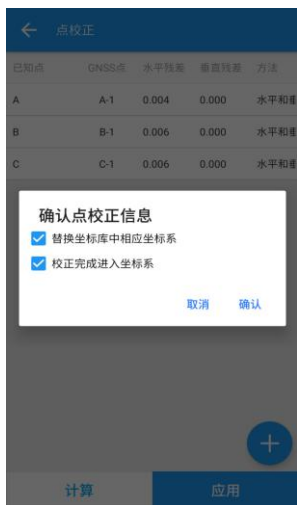 点校正
已知点 GNSS点 水平残差 垂直残差 方法
A A-1 0.004 0.000 水平和垂
B B-1 0.006 0.000 水平和垂
C C-1 0.006 0.000 水平和垂
确认点校正信息
替换坐标库中相应坐标系
校正完成进入坐标系
取消 确认
计算 应用